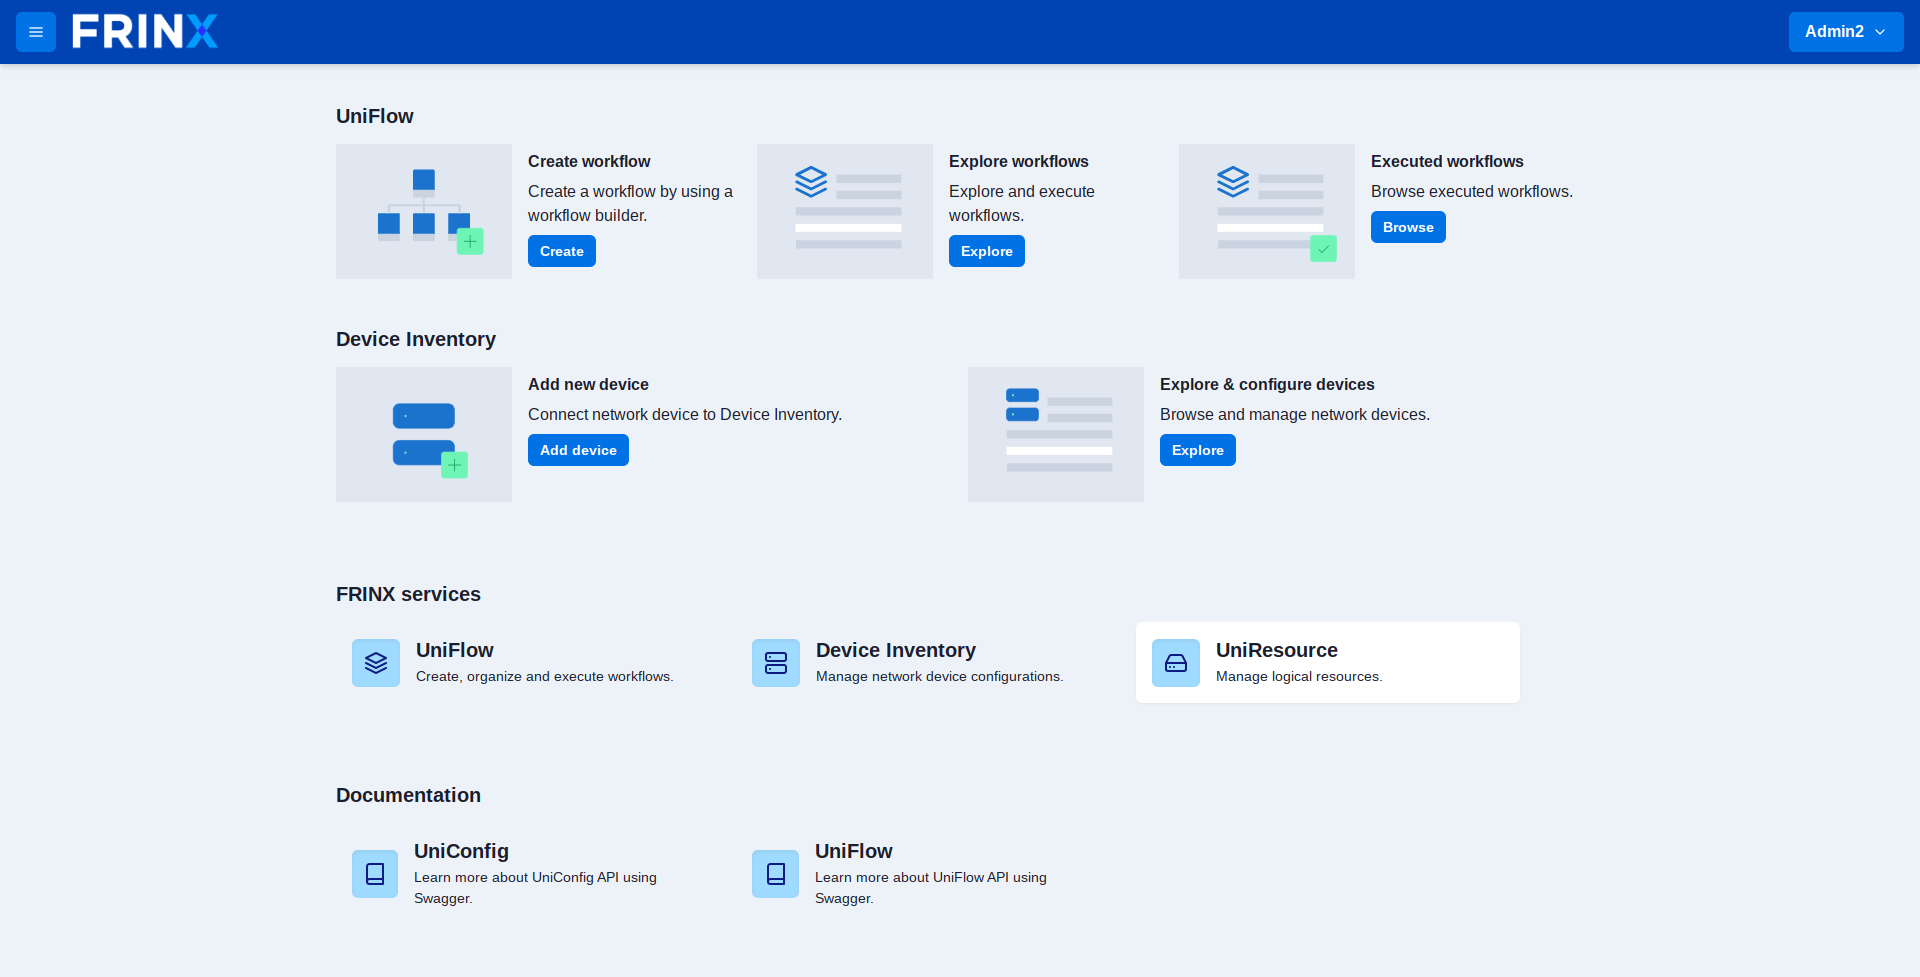 FRINX
Admin2
UniFlow
Create workflow
Create a workflow by using a
workflow builder.
Create
Explore workflows
Explore and execute
workflows.
Explore
Executed workflows
Browse executed workflows.
Browse
Device Inventory
Add new device
Connect network device to Device Inventory.
Add device
Explore & configure devices
Browse and manage network devices.
Explore
FRINX services
UniFlow
Create, organize and execute workflows.
Device Inventory
Manage network device configurations.
UniResource
Manage logical resources.
Documentation
UniConfig
Learn more about UniConfig API using
Swagger.
UniFlow
Learn more about UniFlow API using
Swagger.